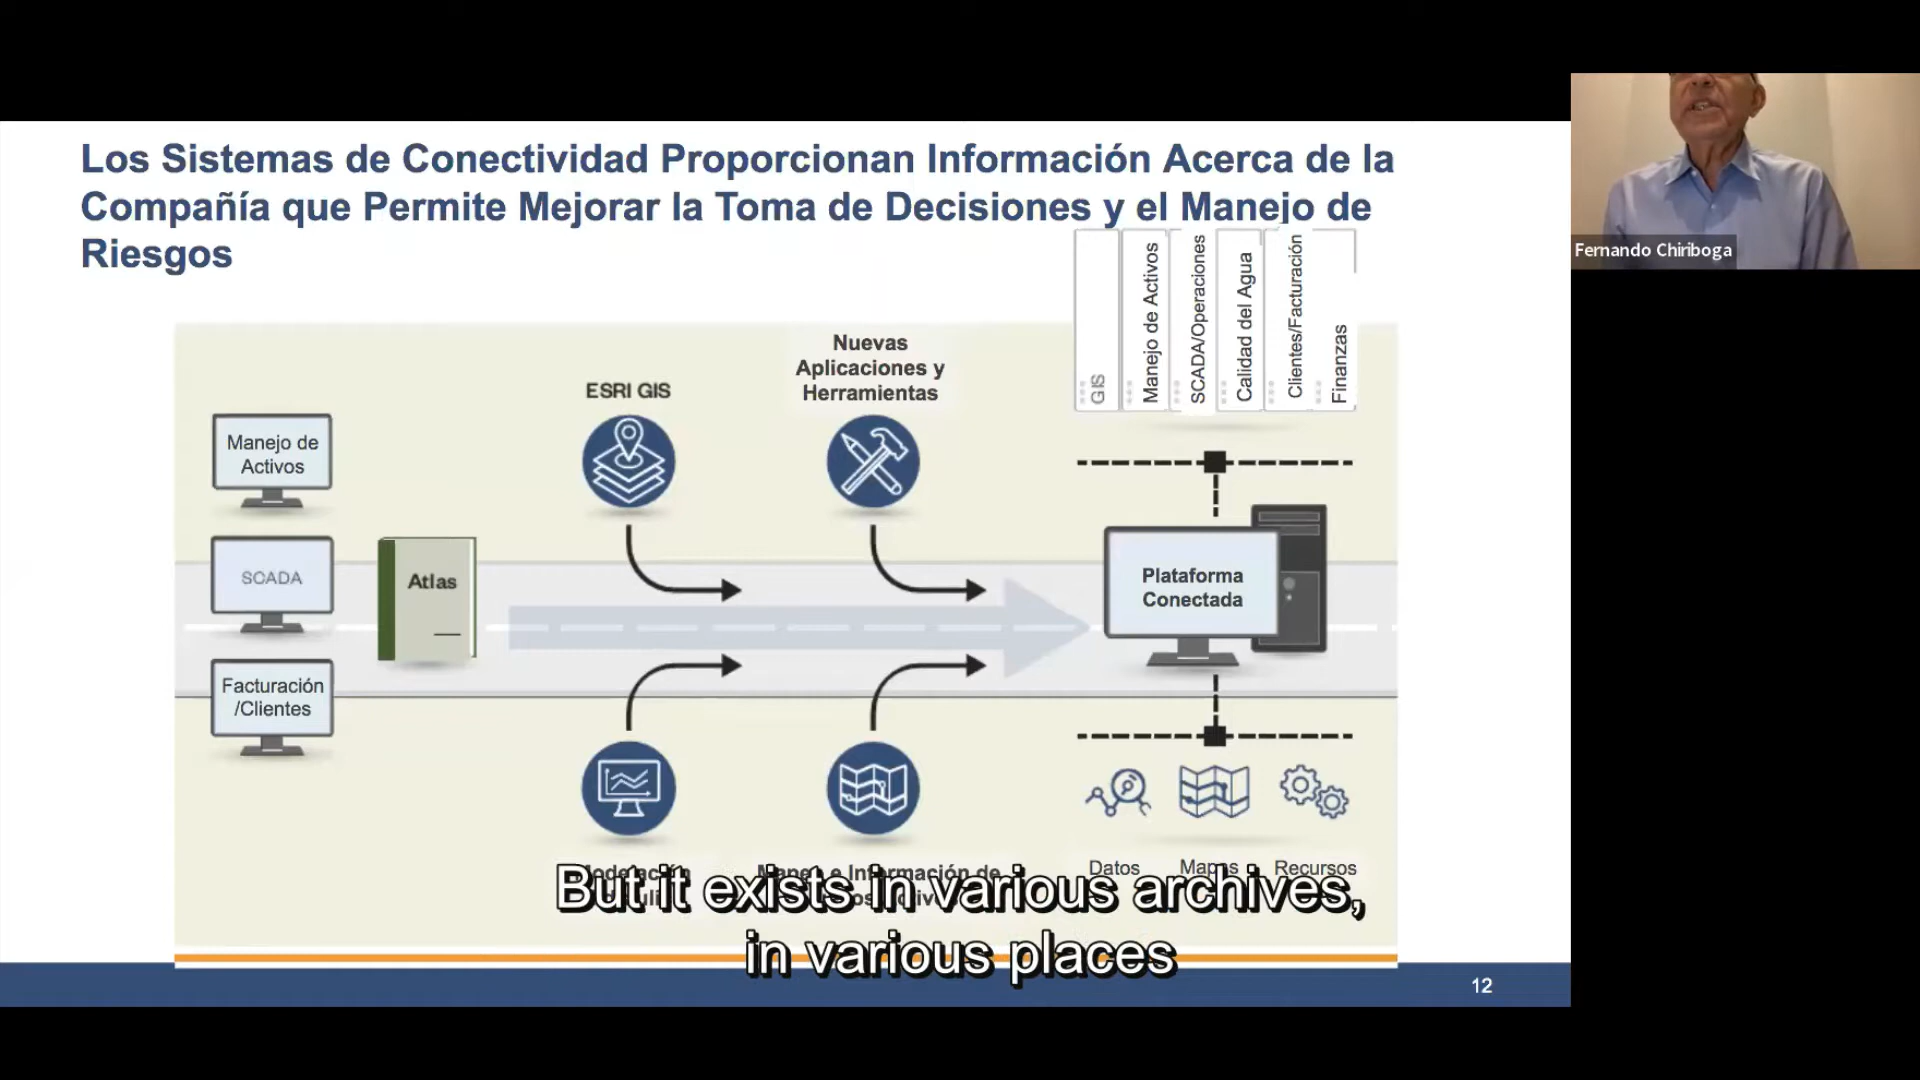 Los Sistemas de Conectividad Proporcionan Información Acerca de la
Compañía que Permite Mejorar la Toma de Decisiones y el Manejo de
Riesgos
Fernando Chiriboga
GIS
Manejo de Activos
SCADA/Operaciones
Calidad del Agua
Clientes/Facturación
Finanzas
Nuevas
Aplicaciones y
Herramientas
ESRI GIS
Manejo de
Activos
SCADA
Atlas
Plataforma
Conectada
Facturación
/Clientes
Datos
Mapas
Recursos
Información de
But it exists in various archives,
in various places
12